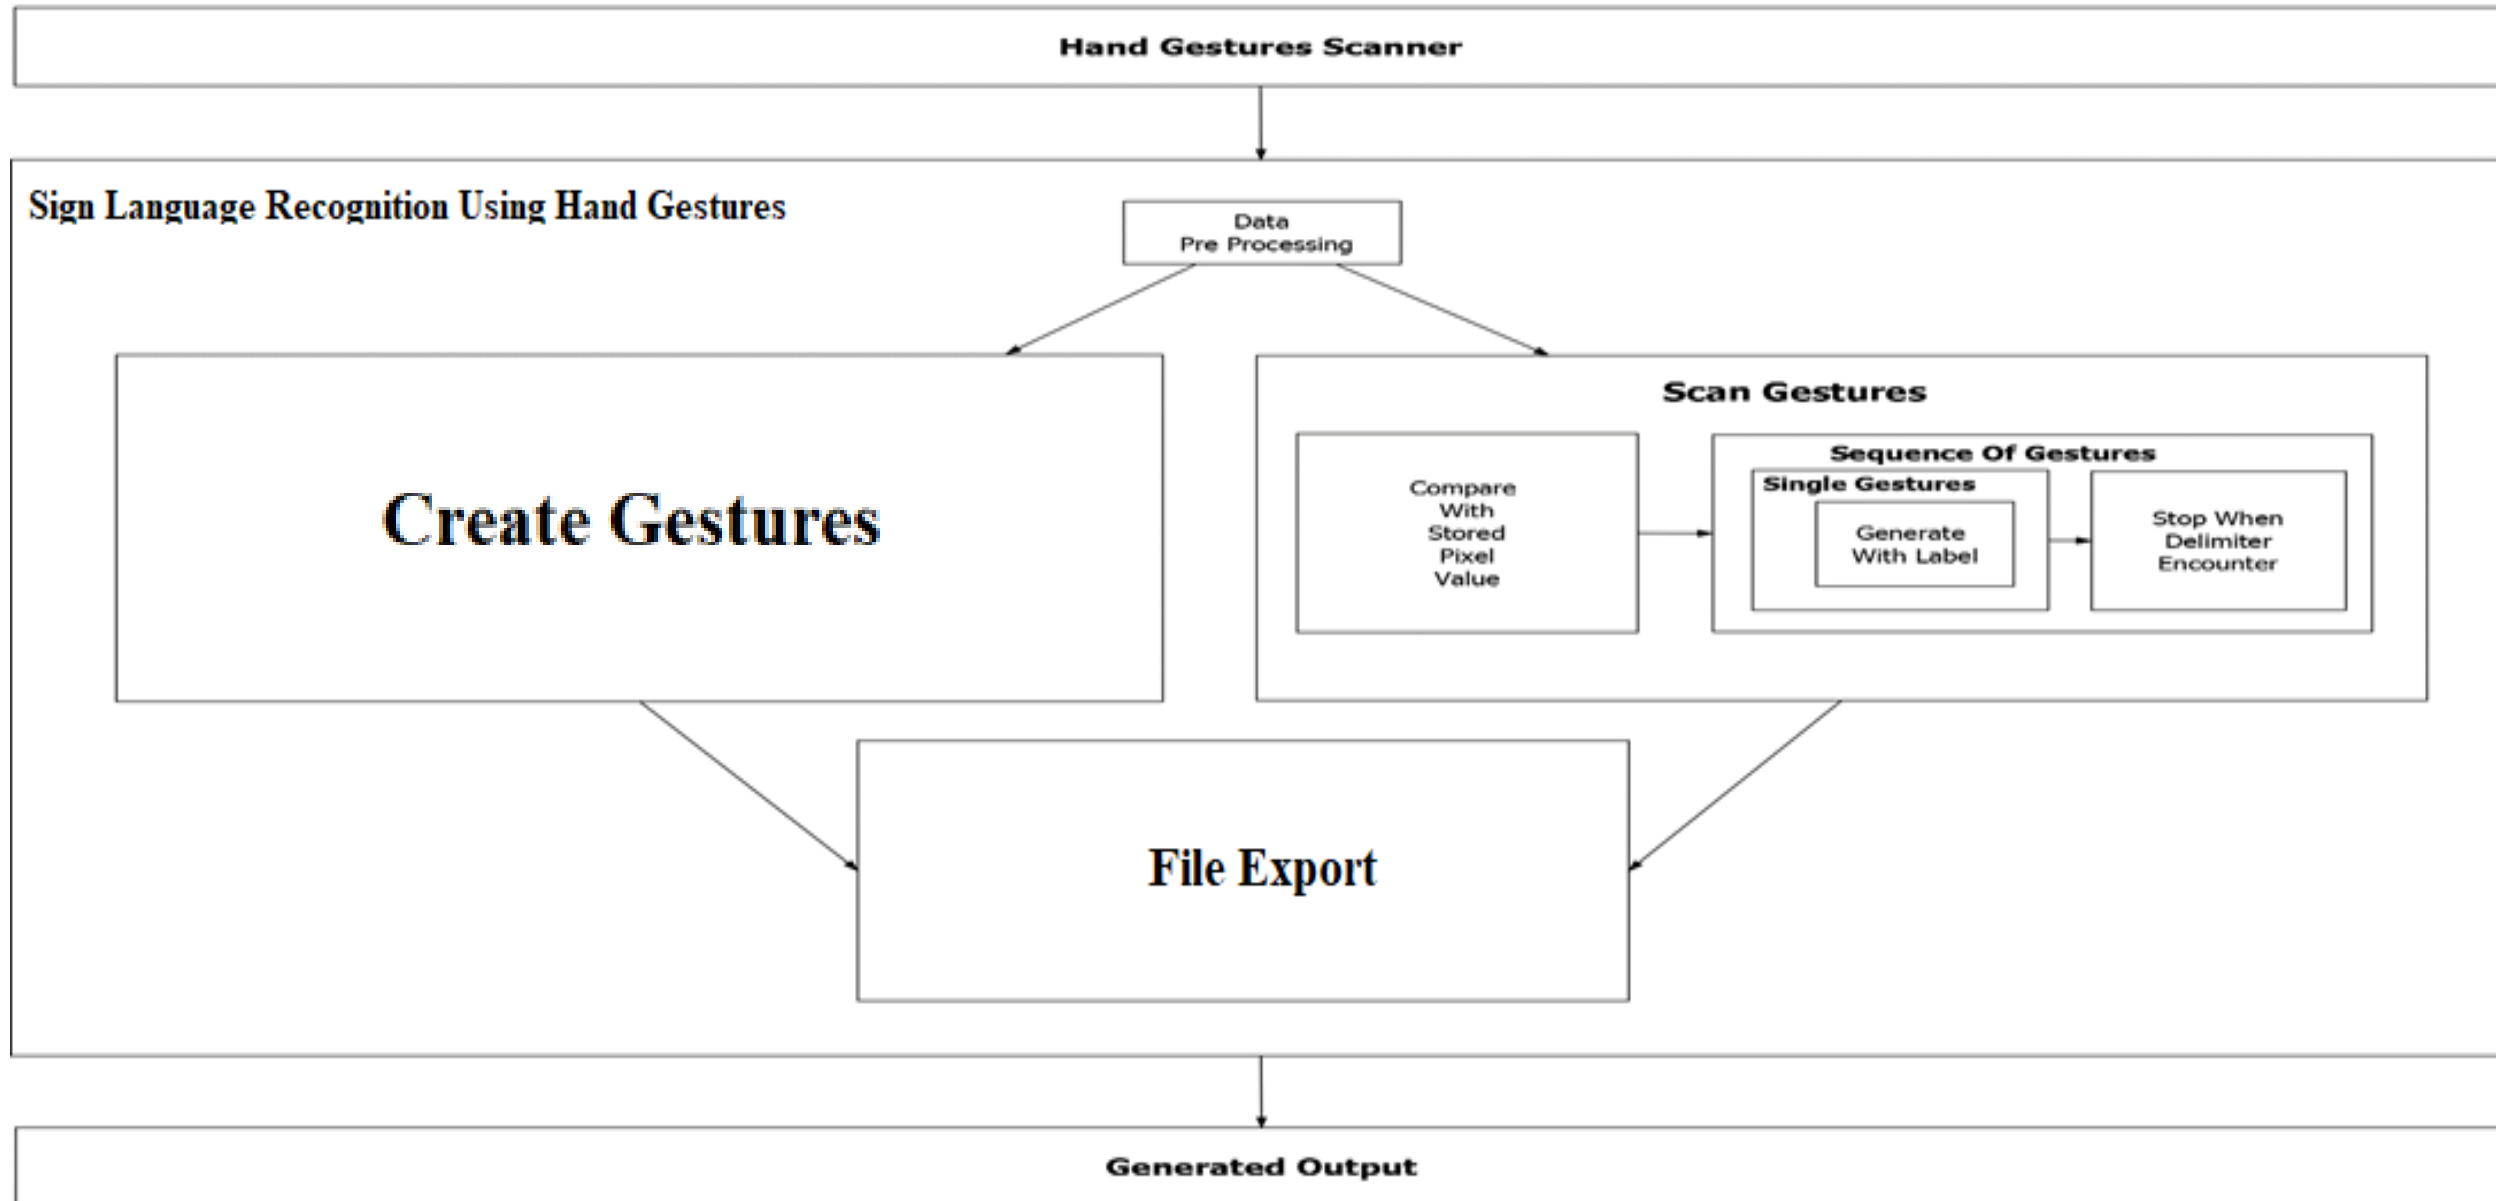 Hand Gestures Scanner
Sign Language Recognition Using Hand Gestures
Data
Pre Processing
Create Gestures
Scan Gestures
Compare
With
Stored
Pixel
Value
Sequence Of Gestures
Single Gestures
Generate
With Label
Stop When
Delimiter
Encounter
File Export
Generated Output